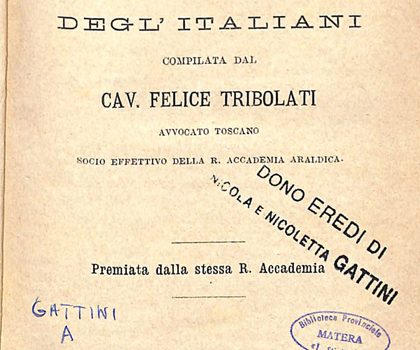 DEGL' ITALIANI
COMPILATA DAL
CAV. FELICE TRIBOLATI
AVVOCATO TOSCANO
SOCIO EFFETTIVO DELLA R. ACCADEMIA ARALDICA.
DONO EREDI DI
NICOLA E NICOLETTA GATTINI
Premiata dalla stessa R. Accademia
GATTINI
A
Biblioteca Provinciale
MATERA